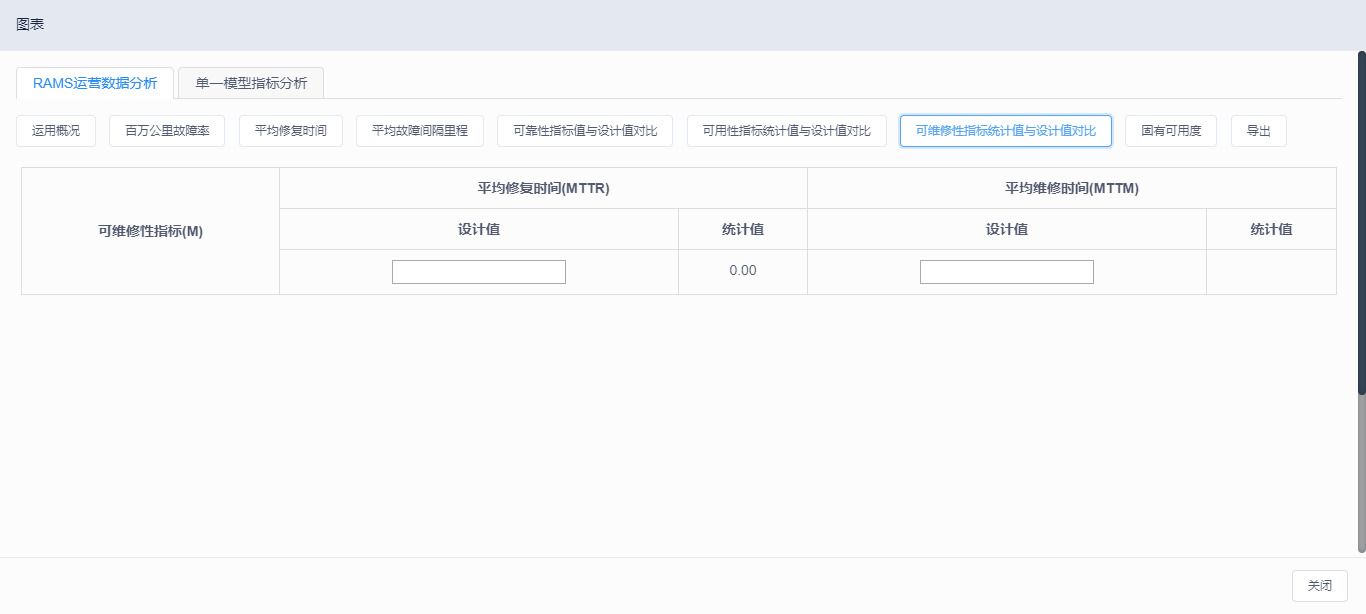 图表
RAMS运营数据分析 单一模型指标分析
运用概况 百万公里故障率 平均修复时间 平均故障间隔里程 可靠性指标值与设计值对比 可用性指标统计值与设计值对比 可维修性指标统计值与设计值对比 固有可用度 导出
平均修复时间(MTTR) 平均维修时间(MTTM)
可维修性指标(M) 设计值 统计值 设计值 统计值
0.00
关闭